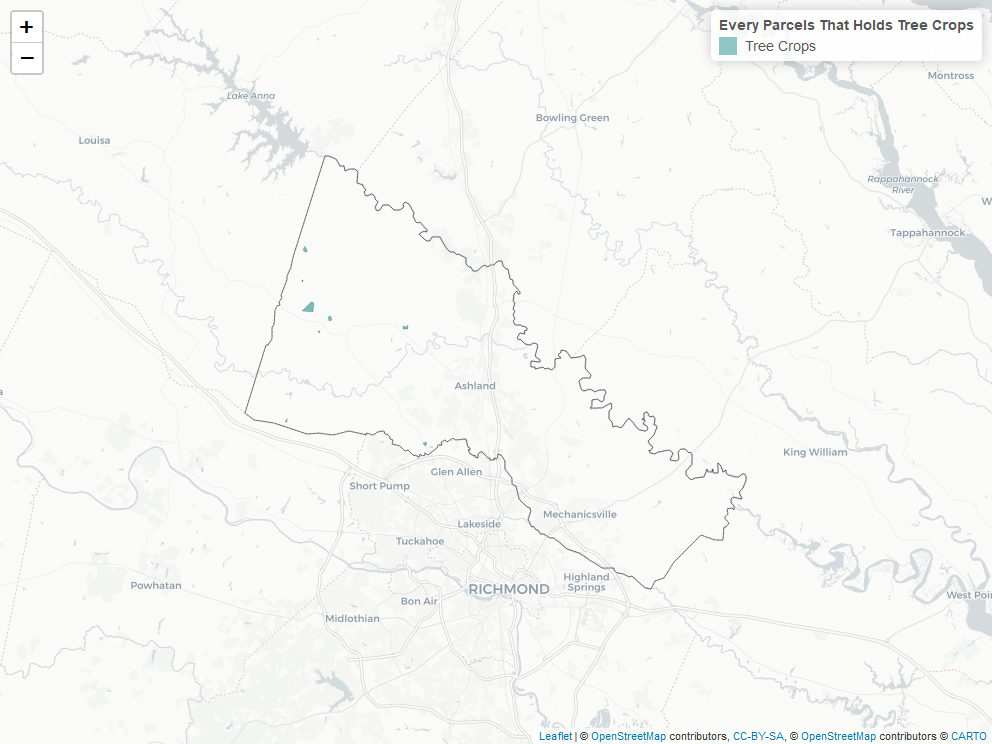 +
−
Every Parcels That Holds Tree Crops
Tree Crops
Montross
Lake Anna
Bowling Green
Louisa
Rappahannock
River
Tappahannock
Ashland
King William
Glen Allen
Short Pump
Mechanicsville
Lakeside
Tuckahoe
Highland
Springs
Powhatan
RICHMOND
West Poi
Bon Air
Midlothian
Leaflet | © OpenStreetMap contributors, CC-BY-SA, © OpenStreetMap contributors © CARTO